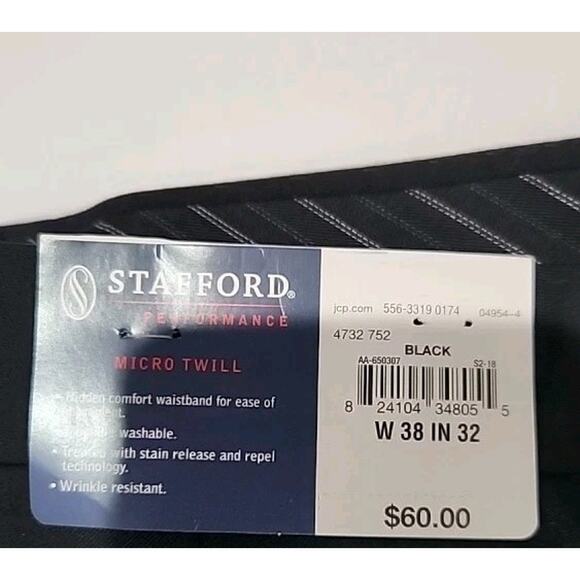 STAFFORD®
PERFORMANCE
MICRO TWILL
• Hidden comfort waistband for ease of
washable.
• Treated with stain release and repel
technology.
• Wrinkle resistant.
jcp.com 556-3319 0174 04954-4
4732 752
BLACK
AA-650307 S2-18
8 24104 34805 5
W 38 IN 32
$60.00